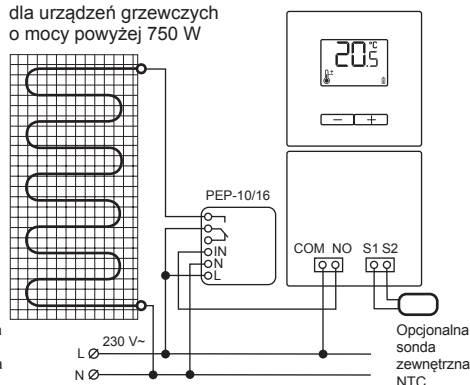 dla urządzeń grzewczych
o mocy powyżej 750 W
20.5 °C
− +
PEP-10/16
IN
N
L
COM NO S1 S2
230 V~
L
N
a
a
Opcjonalna
sonda
zewnętrzna
NTC